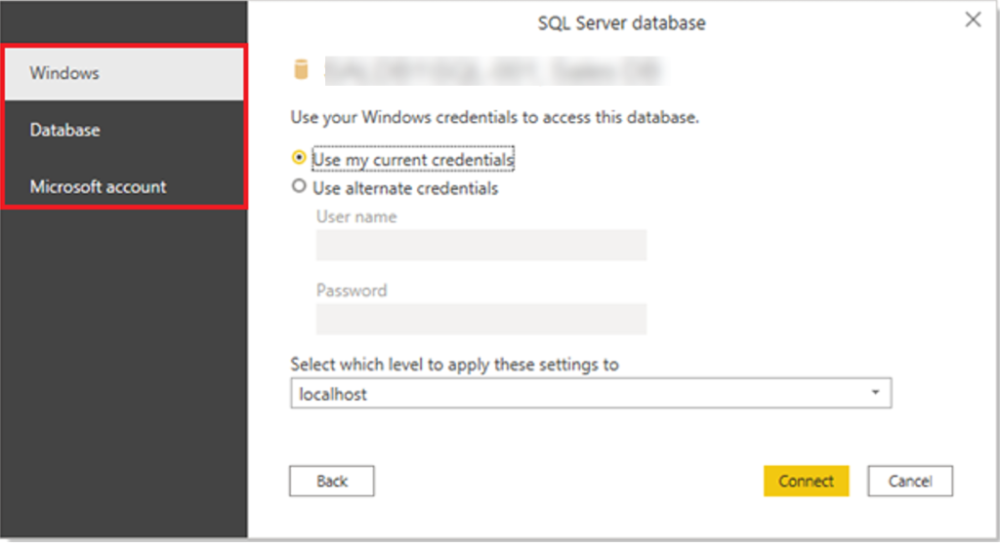 SQL Server database
Windows
Database
Microsoft account
Use your Windows credentials to access this database.
Use my current credentials
Use alternate credentials
User name
Password
Select which level to apply these settings to
localhost
Back
Connect
Cancel